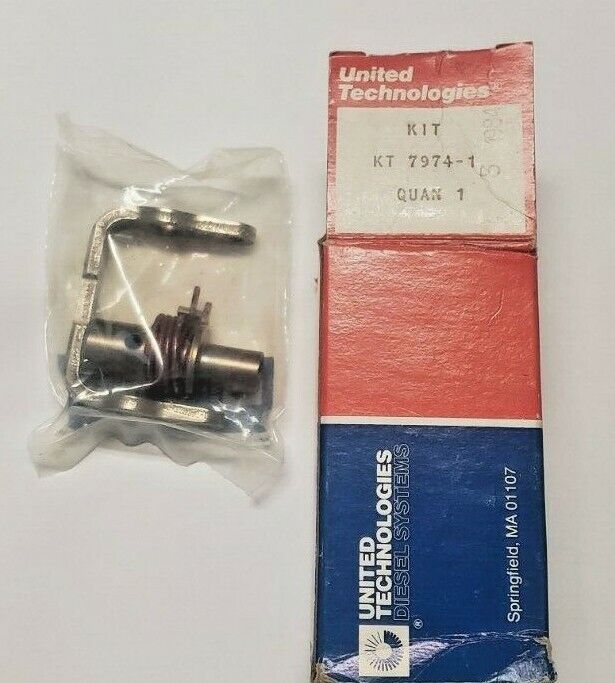 United
Technologies
KIT
KT 7974-1
QUAN 1
UNITED
TECHNOLOGIES
DIESEL SYSTEMS
®
Springfield, MA 01107